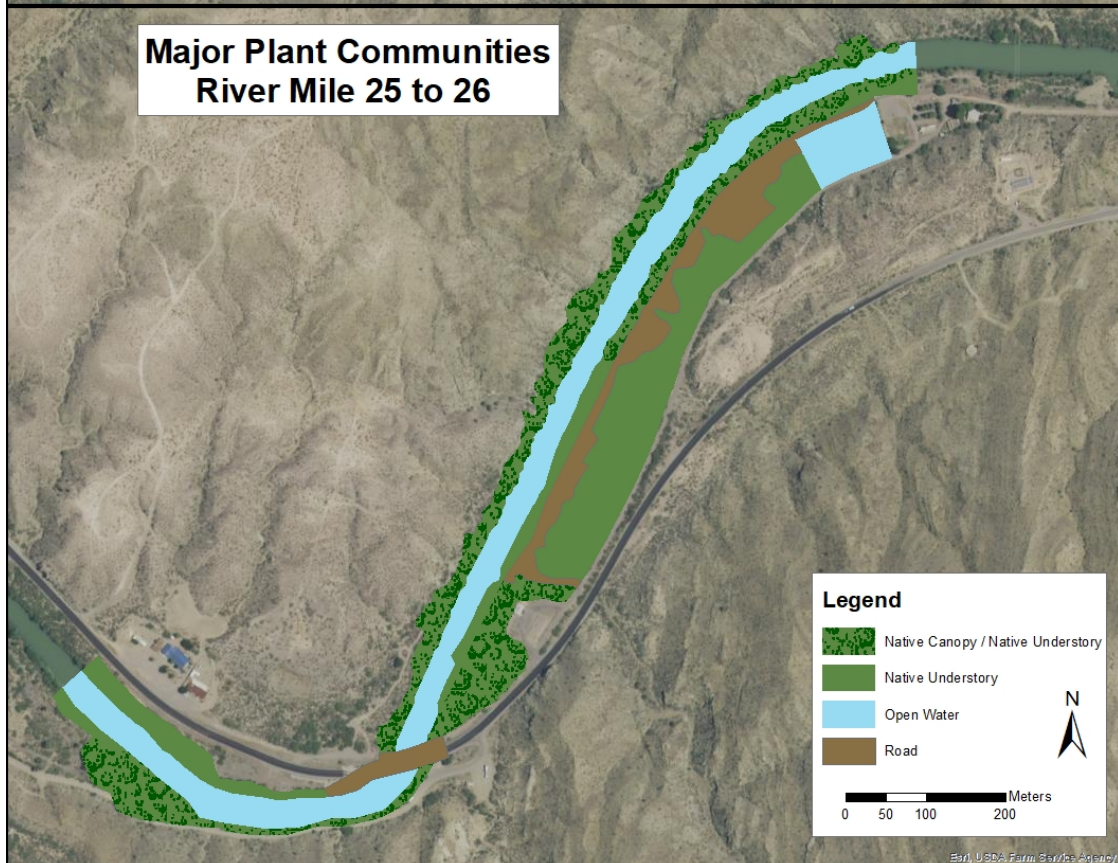 Major Plant Communities
River Mile 25 to 26
Legend
Native Canopy / Native Understory
Native Understory
Open Water
Road
N
Meters
0 50 100 200
Esri, USDA Farm Service Agency